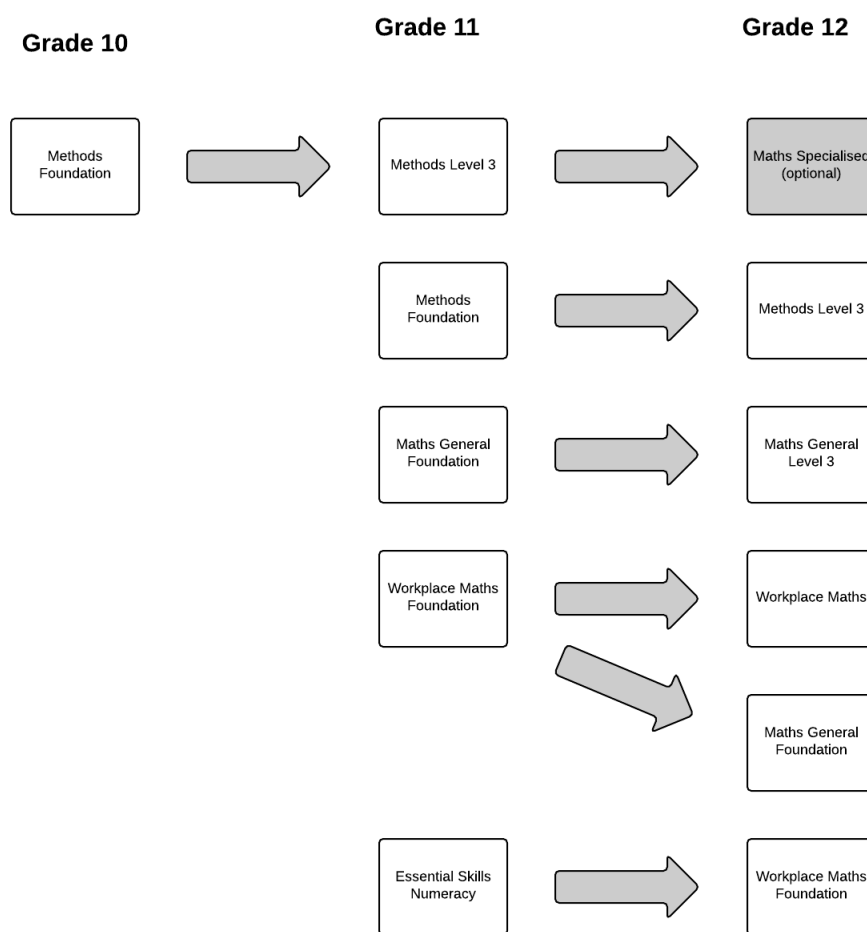 Grade 10
Grade 11
Grade 12
Methods
Foundation
Methods Level 3
Maths Specialised
(optional)
Methods
Foundation
Methods Level 3
Maths General
Foundation
Maths General
Level 3
Workplace Maths
Foundation
Workplace Maths
Maths General
Foundation
Essential Skills
Numeracy
Workplace Maths
Foundation